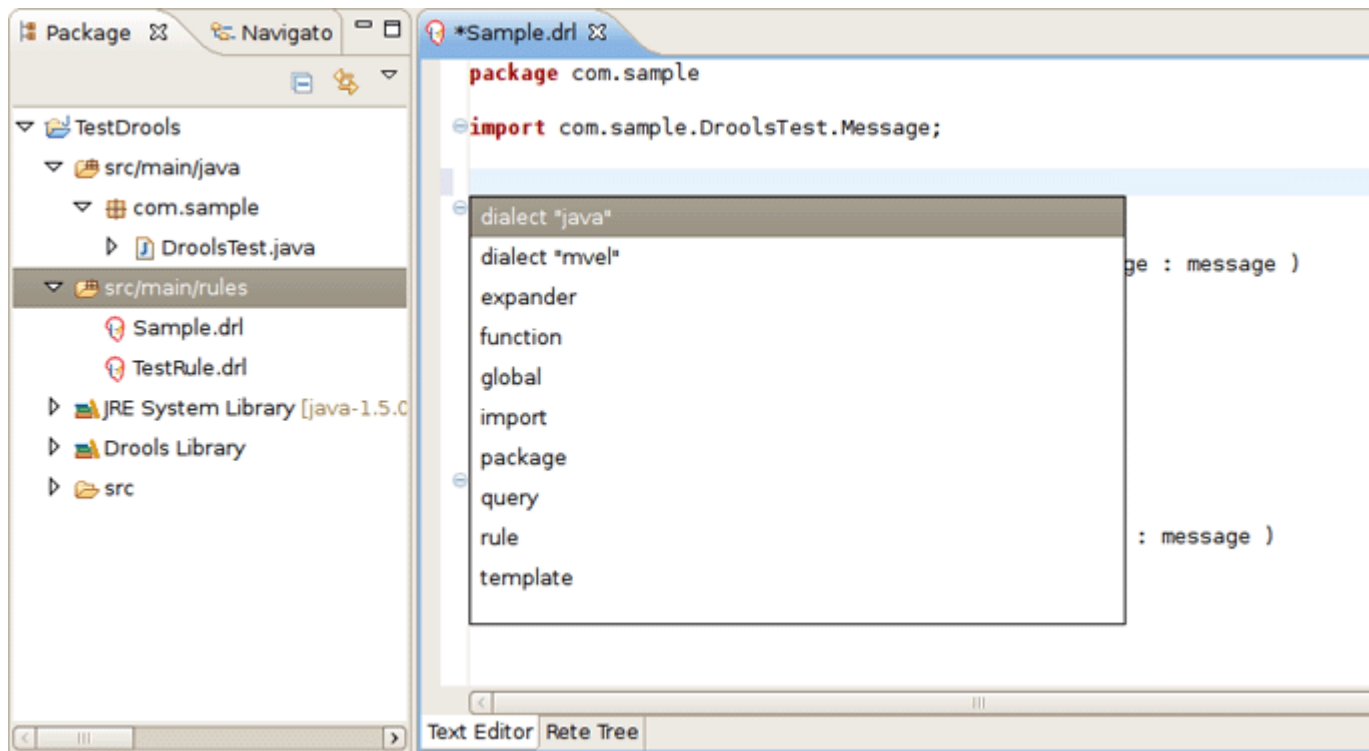 Package
Navigato
TestDrools
src/main/java
com.sample
DroolsTest.java
src/main/rules
Sample.drl
TestRule.drl
JRE System Library [java-1.5.0
Drools Library
src
*Sample.drl
package com.sample
import com.sample.DroolsTest.Message;
dialect "java"
dialect "mvel"
ge : message )
expander
function
global
import
package
query
rule
: message )
template
Text Editor
Rete Tree